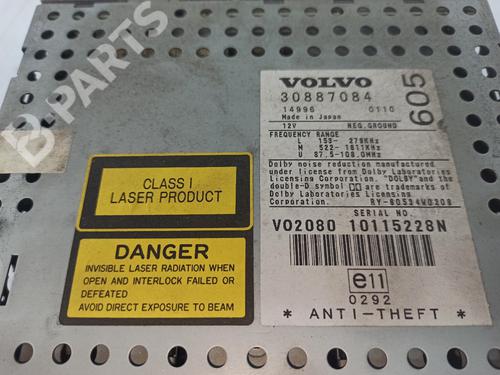 B-PARTS
VOLVO
30887084
605
14996 0110
Made in Japan
12V NEG.GROUND
FREQUENCY RANGE
L 153- 279KHz
M 522-1611KHz
U 87.5-108.0MHz
Dolby noise reduction manufactured
under license from Dolby Laboratories
Licensing Corporation. "DOLBY" and the
double-D symbol are trademarks of
Dolby Laboratories Licensing
Corporation.
SERIAL NO.
VO2080 10115228N
e11
0292
* ANTI-THEFT *
CLASS I
LASER PRODUCT
DANGER
INVISIBLE LASER RADIATION WHEN
OPEN AND INTERLOCK FAILED OR
DEFEATED
AVOID DIRECT EXPOSURE TO BEAM